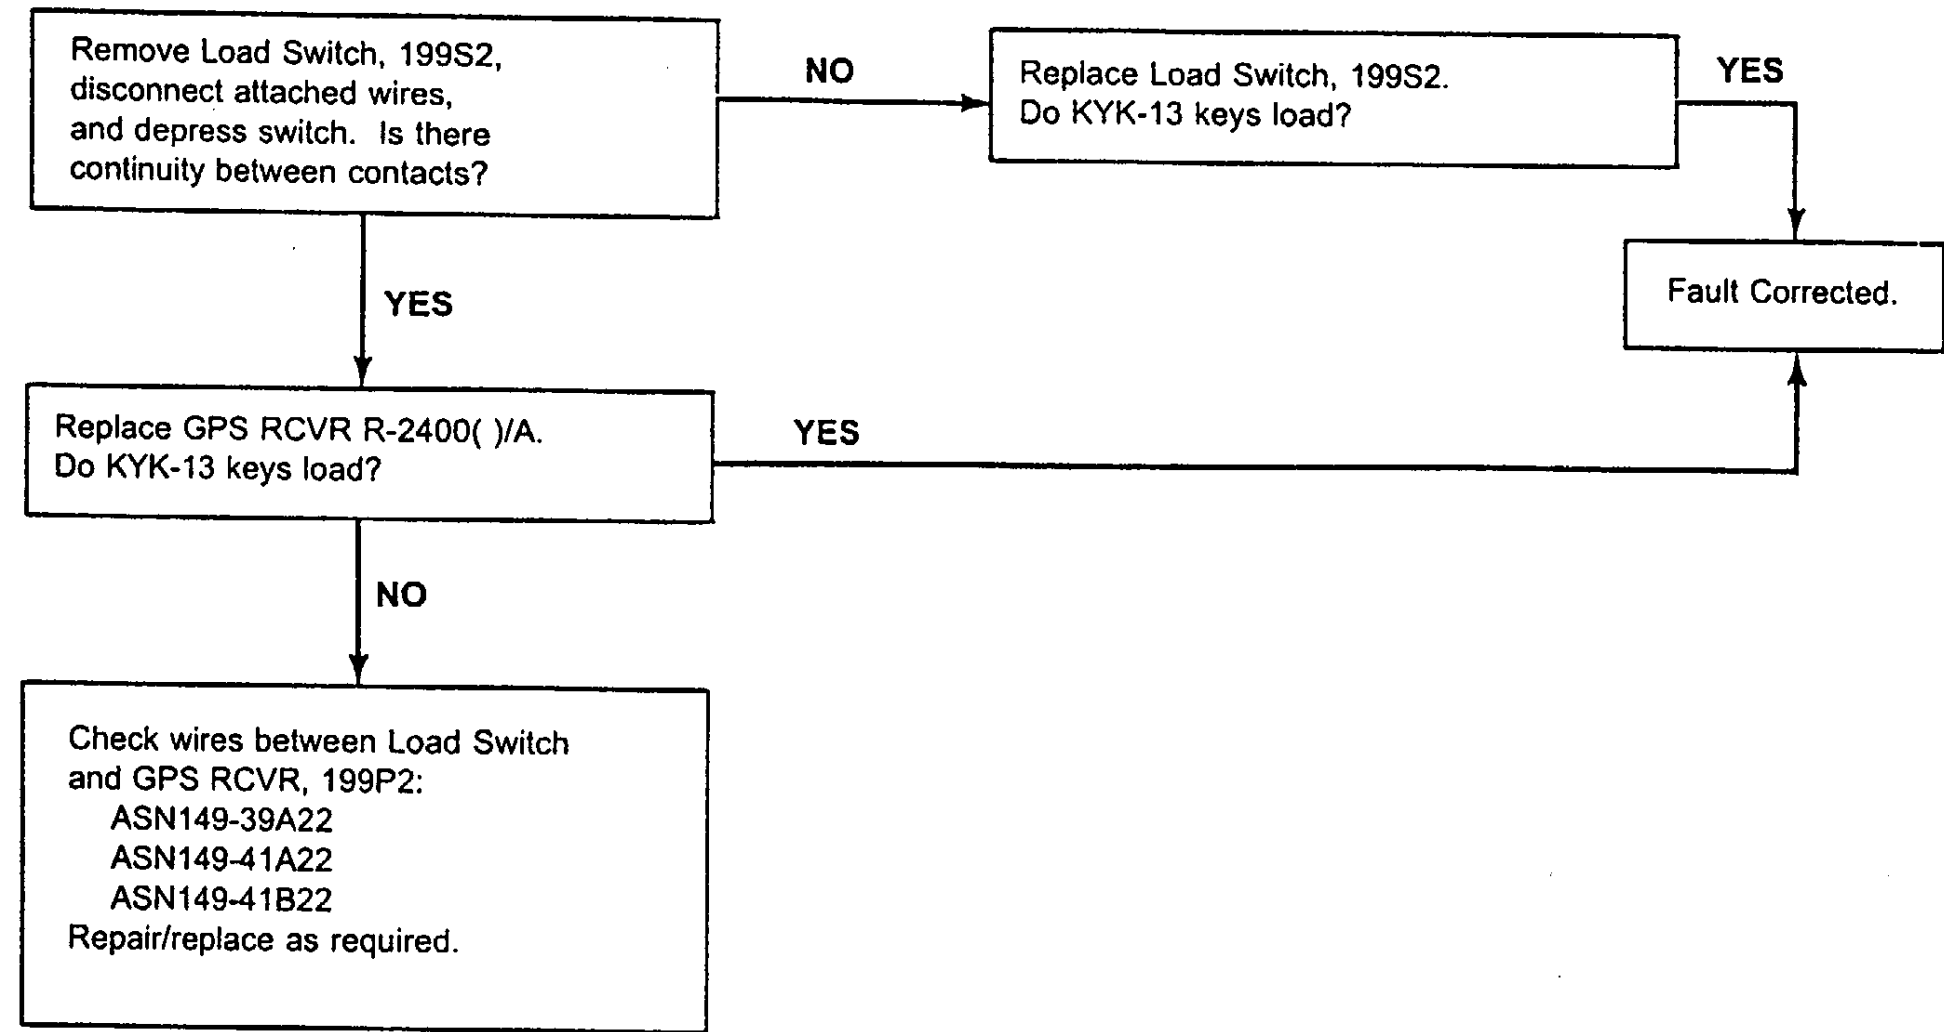 Remove Load Switch, 199S2,
disconnect attached wires,
and depress switch. Is there
continuity between contacts?
NO
Replace Load Switch, 199S2.
Do KYK-13 keys load?
YES
Fault Corrected.
YES
Replace GPS RCVR R-2400( )/A.
Do KYK-13 keys load?
YES
NO
Check wires between Load Switch
and GPS RCVR, 199P2:
ASN149-39A22
ASN149-41A22
ASN149-41B22
Repair/replace as required.